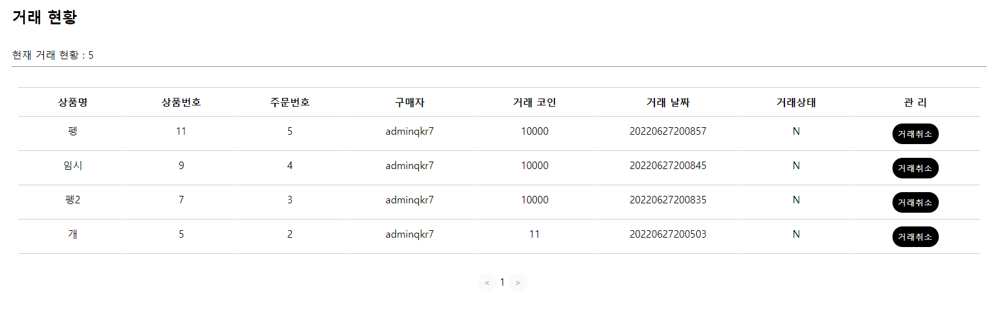 거래 현황
현재 거래 현황 : 5
상품명 상품번호 주문번호 구매자 거래 코인 거래 날짜 거래상태 관 리
펭 11 5 adminqkr7 10000 20220627200857 N 거래취소
임시 9 4 adminqkr7 10000 20220627200845 N 거래취소
펭2 7 3 adminqkr7 10000 20220627200835 N 거래취소
개 5 2 adminqkr7 11 20220627200503 N 거래취소
< 1 >